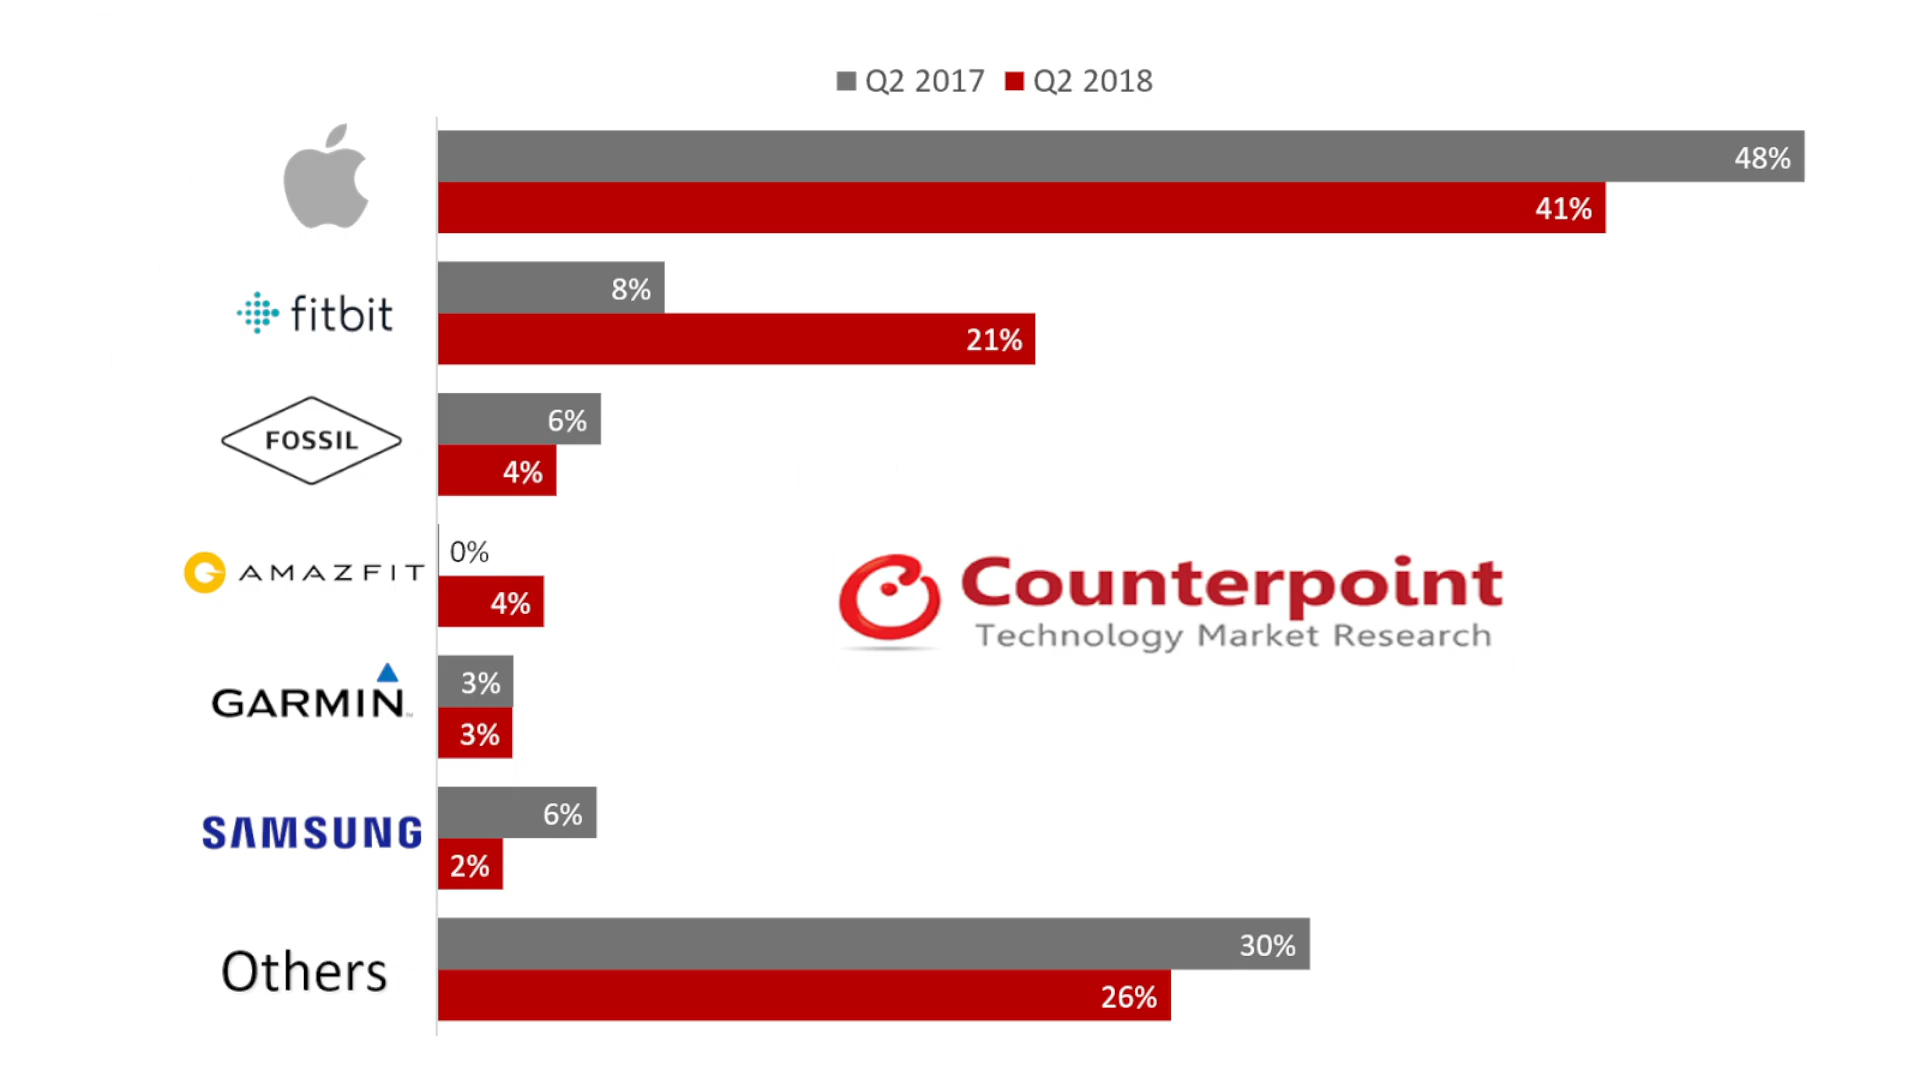 Q2 2017 Q2 2018
48%
41%
fitbit
8%
21%
FOSSIL
6%
4%
AMAZFIT
0%
4%
GARMIN
3%
3%
SAMSUNG
6%
2%
Others
30%
26%
Counterpoint
Technology Market Research